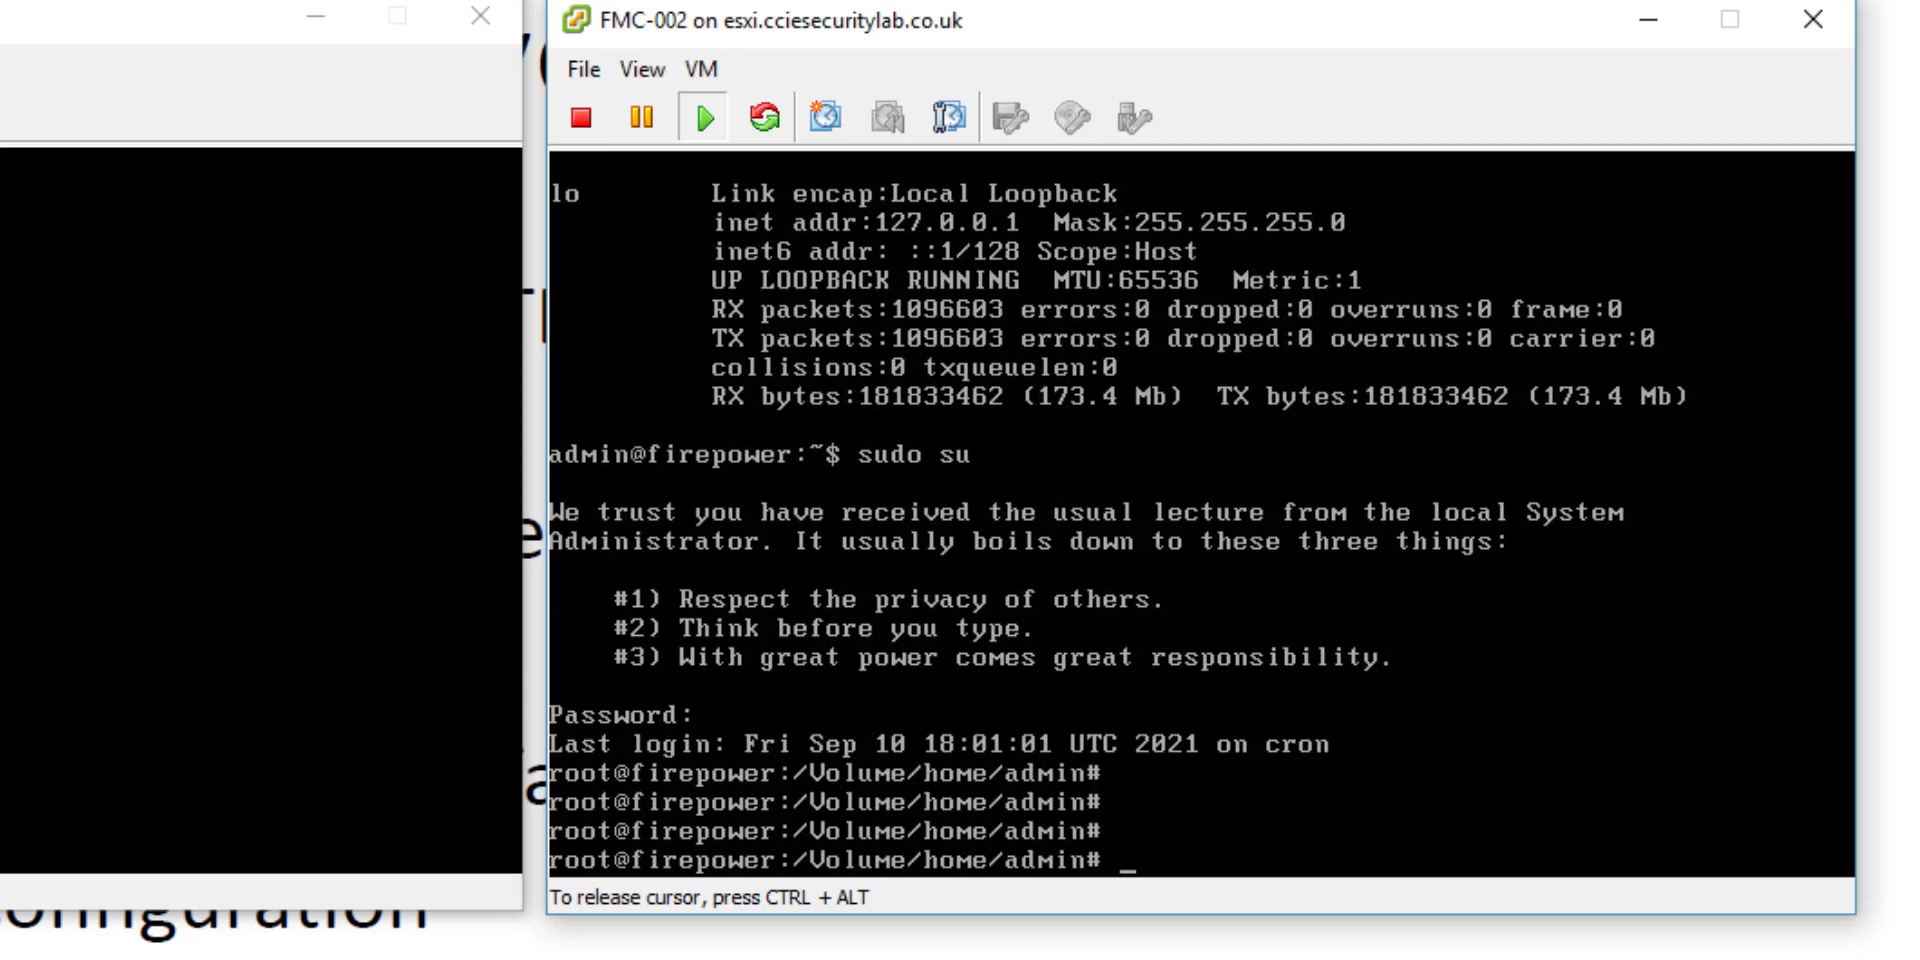 FMC-002 on esxi.cciesecuritylab.co.uk
File View VM
lo Link encap:Local Loopback
inet addr:127.0.0.1 Mask:255.255.255.0
inet6 addr: ::1/128 Scope:Host
UP LOOPBACK RUNNING MTU:65536 Metric:1
RX packets:1096603 errors:0 dropped:0 overruns:0 frame:0
TX packets:1096603 errors:0 dropped:0 overruns:0 carrier:0
collisions:0 txqueuelen:0
RX bytes:181833462 (173.4 Mb) TX bytes:181833462 (173.4 Mb)
admin@firepower:~$ sudo su
We trust you have received the usual lecture from the local System
Administrator. It usually boils down to these three things:
#1) Respect the privacy of others.
#2) Think before you type.
#3) With great power comes great responsibility.
Password:
Last login: Fri Sep 10 18:01:01 UTC 2021 on cron
root@firepower:/Volume/home/admin#
root@firepower:/Volume/home/admin#
root@firepower:/Volume/home/admin#
root@firepower:/Volume/home/admin# _
To release cursor, press CTRL + ALT